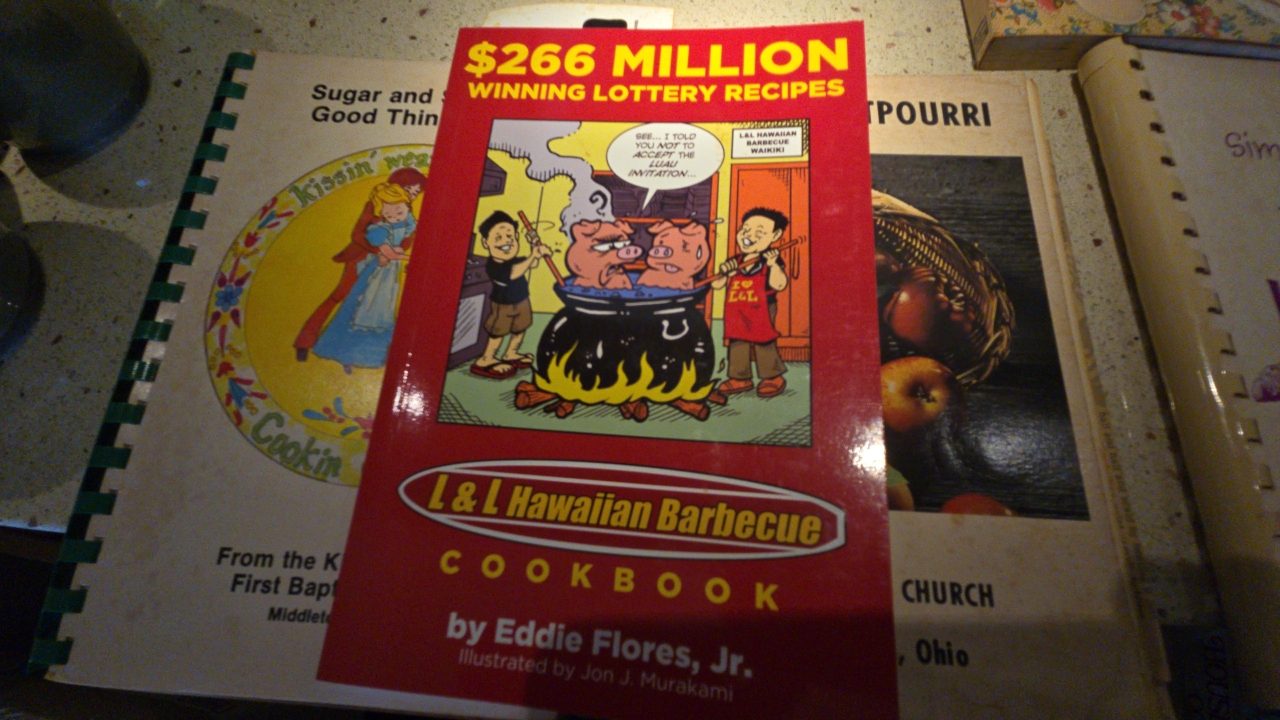 $266 MILLION
WINNING LOTTERY RECIPES
SEE... I TOLD
YOU NOT TO
ACCEPT THE
LUAU
INVITATION...
L&L HAWAIIAN
BARBECUE
WAIKIKI
?
I ♥
L&L
L & L Hawaiian Barbecue
COOKBOOK
by Eddie Flores, Jr.
Illustrated by Jon J. Murakami
Sugar and
Good Thin
kissin'
Cookin
From the K
First Bapt
Middlet
TPOURRI
CHURCH
, Ohio
Sim